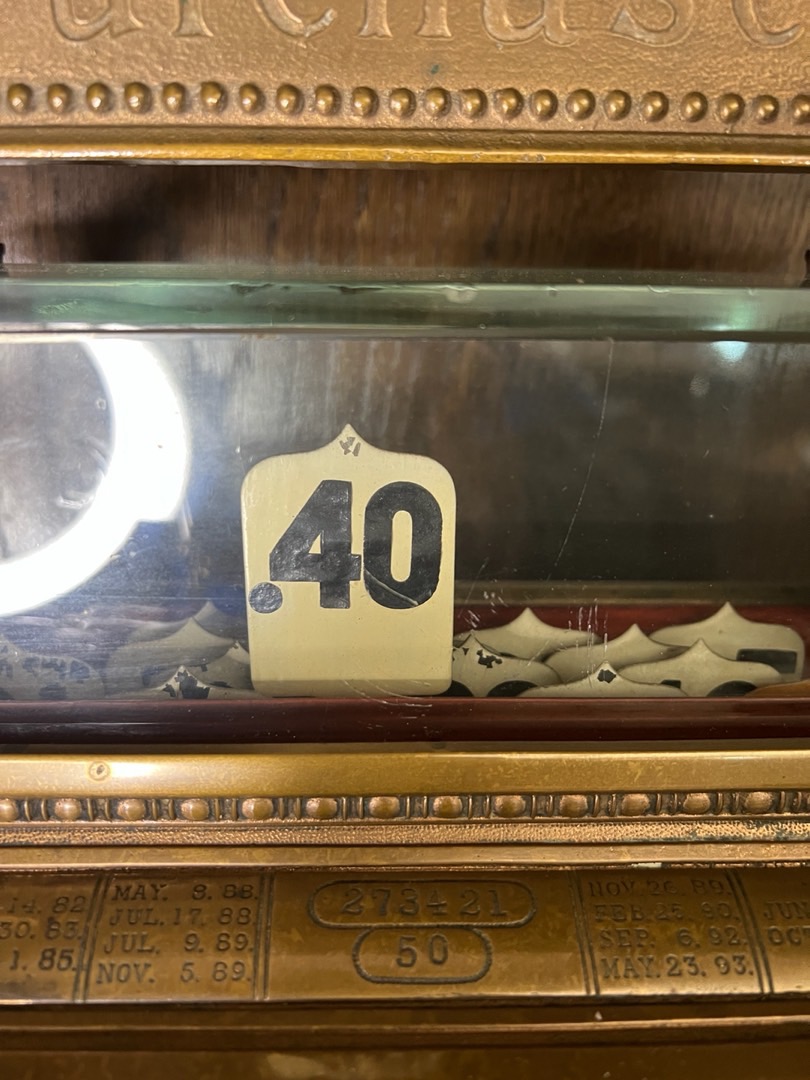 .40
14. 82
30. 83.
1. 85.
MAY. 8. 88.
JUL. 17. 88.
JUL. 9. 89.
NOV. 5. 89.
273421
50
NOV. 26. 89.
FEB. 25. 90.
SEP. 6. 92.
MAY. 23. 93.